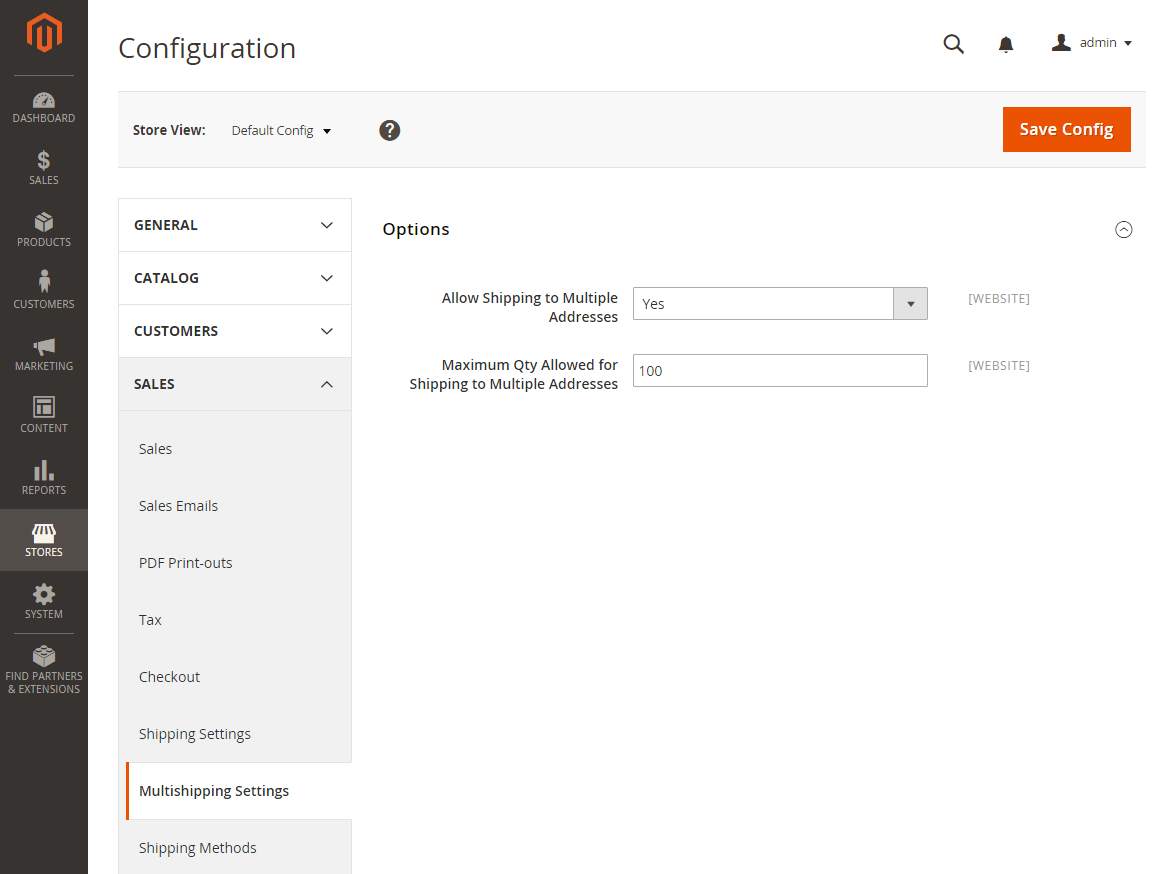 Configuration
admin
DASHBOARD
SALES
PRODUCTS
CUSTOMERS
MARKETING
CONTENT
REPORTS
STORES
SYSTEM
FIND PARTNERS
& EXTENSIONS
Store View:
Default Config
?
Save Config
GENERAL
CATALOG
CUSTOMERS
SALES
Sales
Sales Emails
PDF Print-outs
Tax
Checkout
Shipping Settings
Multishipping Settings
Shipping Methods
Options
Allow Shipping to Multiple
Addresses
Yes
[WEBSITE]
Maximum Qty Allowed for
Shipping to Multiple Addresses
100
[WEBSITE]